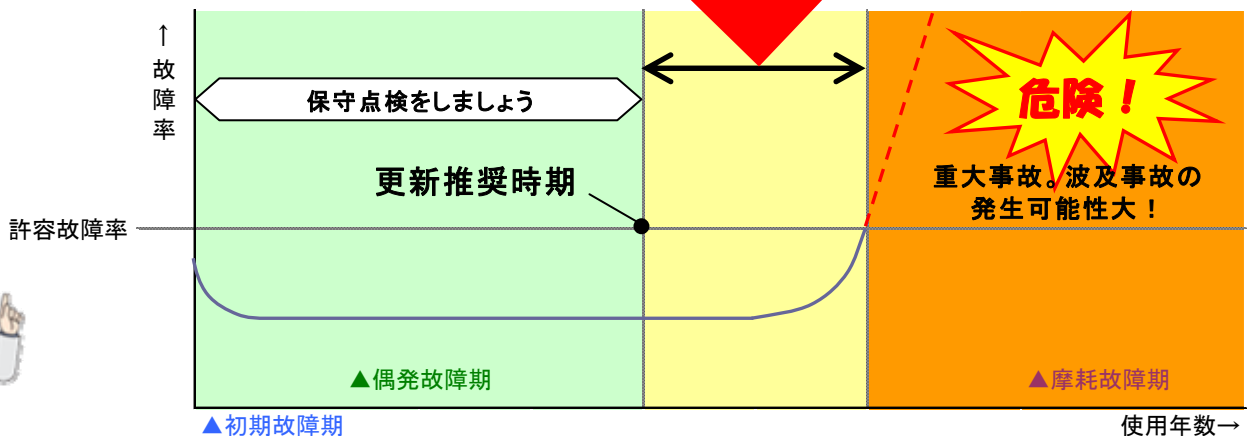 ↑故障率
保守点検をしましょう
危険！
更新推奨時期
重大事故。波及事故の
発生可能性大！
許容故障率
▲偶発故障期
▲摩耗故障期
▲初期故障期
使用年数→